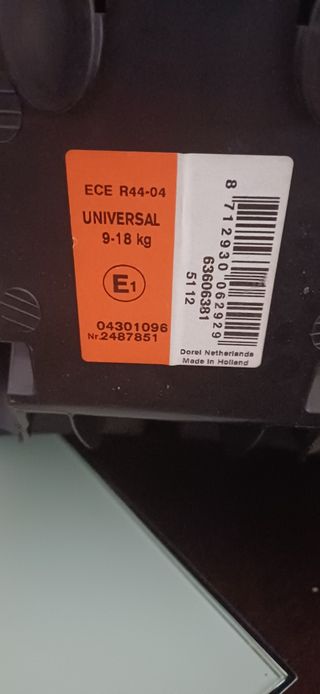 ECE R44-04
UNIVERSAL
9-18 kg
E1
04301096
Nr.2487851
8 712930 062929
63606381
5112
Dorel Netherlands
Made in Holland